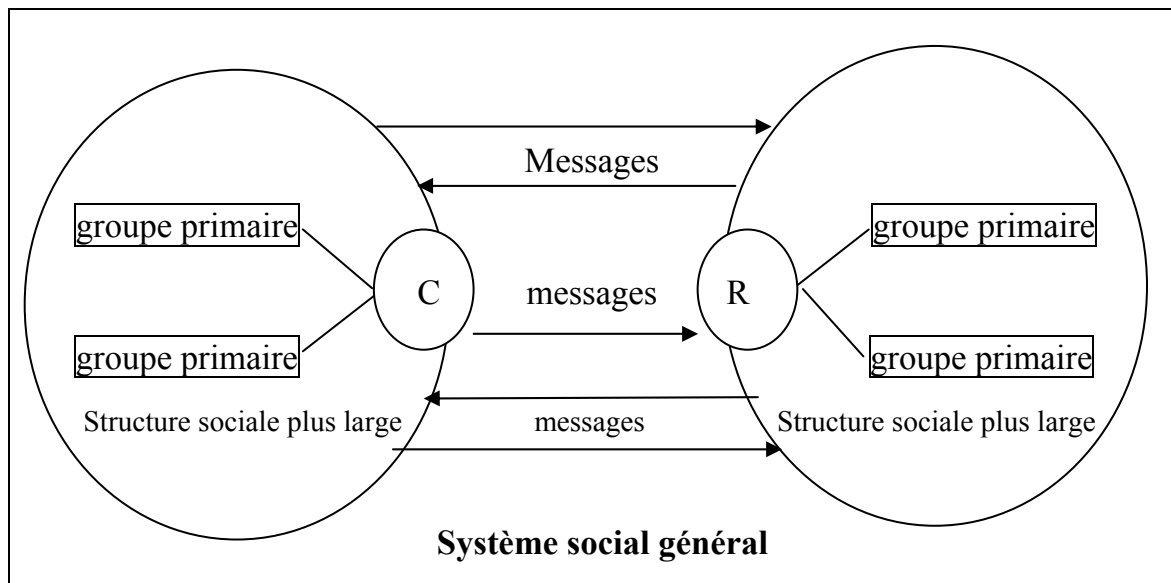 Messages
groupe primaire
groupe primaire
C
messages
R
groupe primaire
groupe primaire
Structure sociale plus large
messages
Structure sociale plus large
Système social général